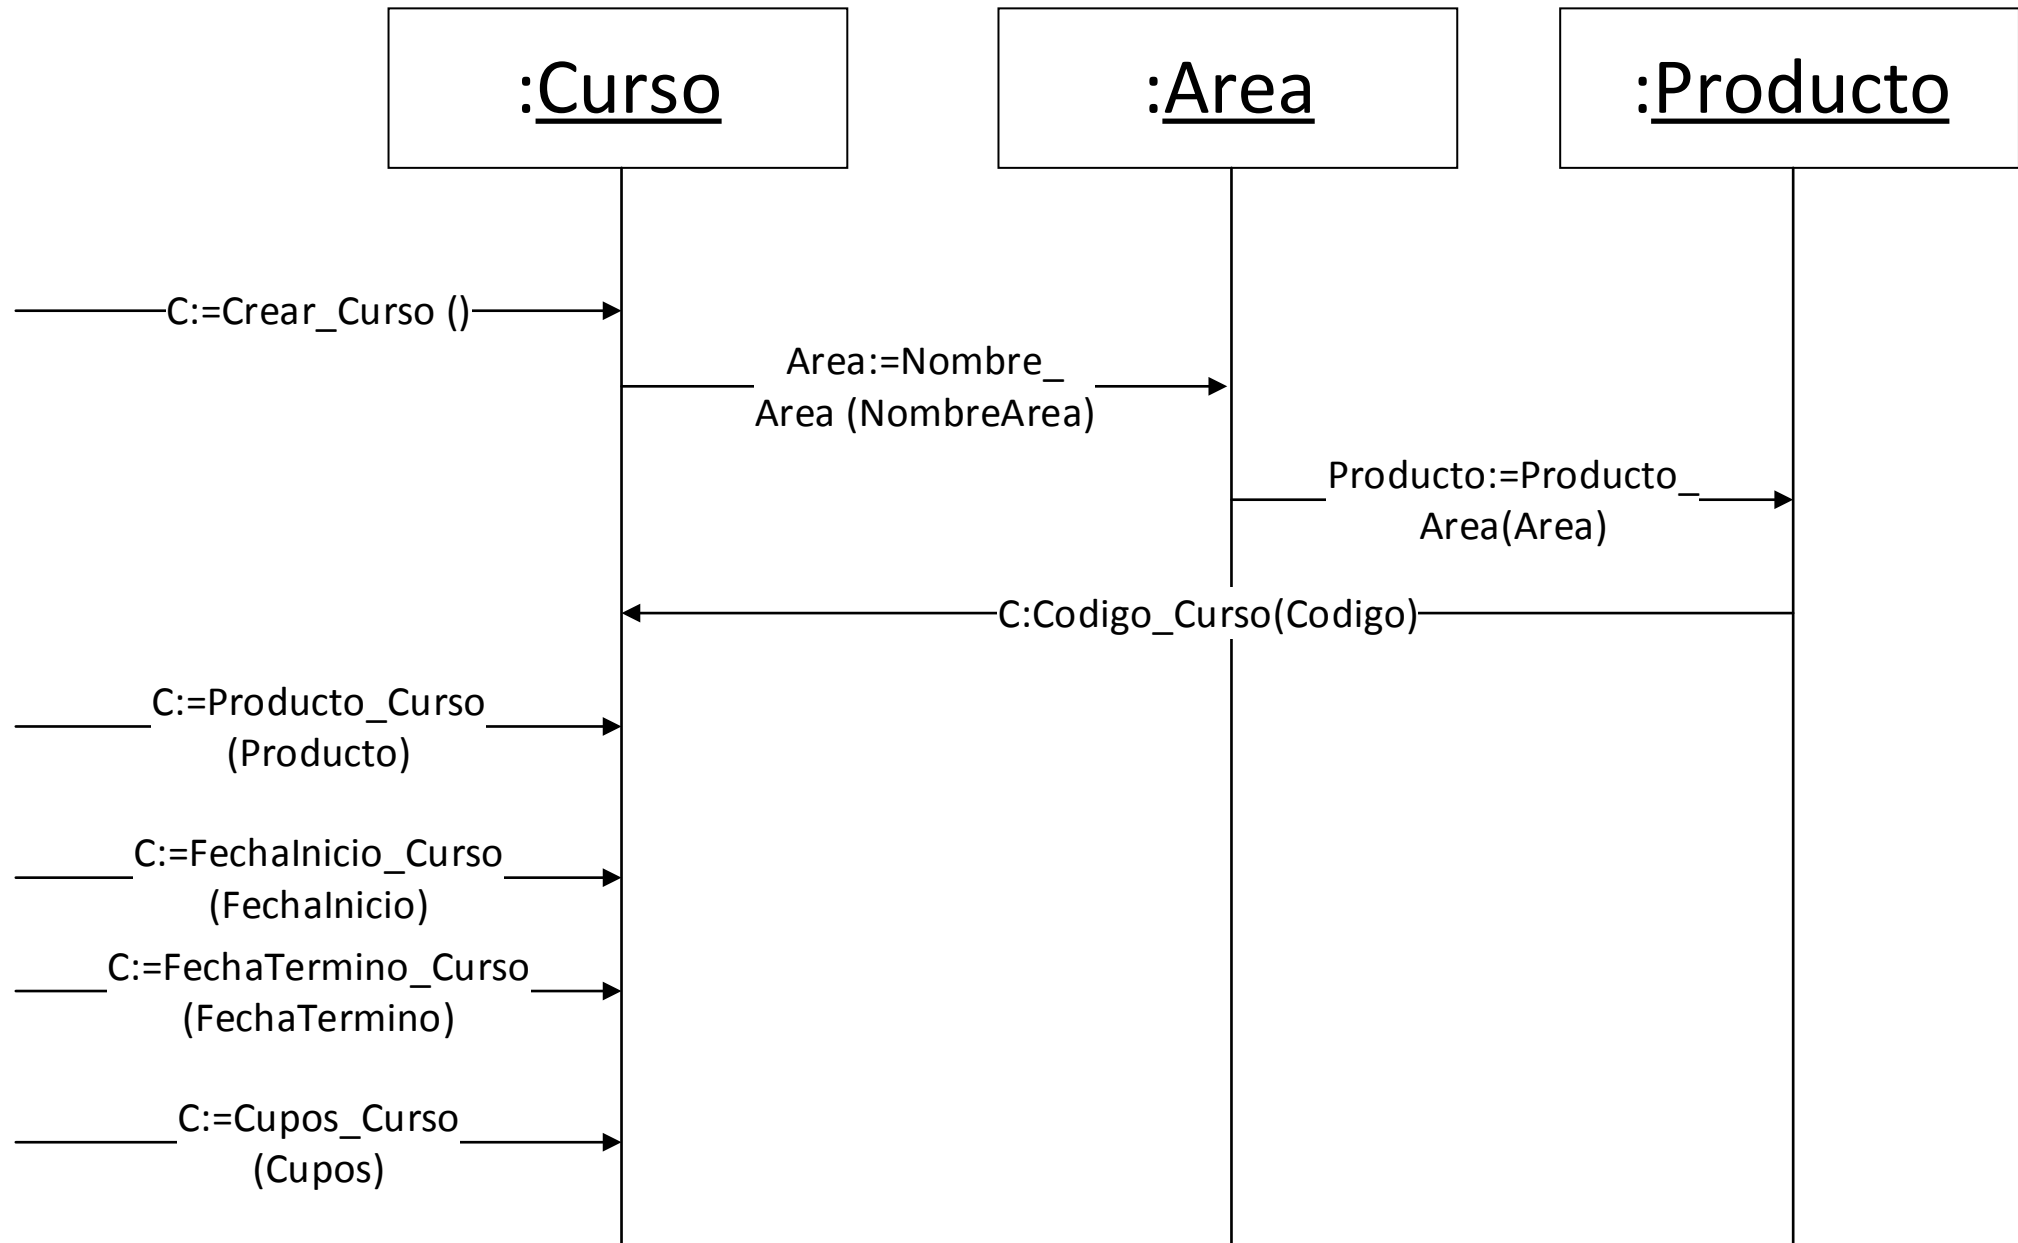 :Curso
:Area
:Producto
C:=Crear_Curso ()
Area:=Nombre_
Area (NombreArea)
Producto:=Producto_
Area(Area)
C:Codigo_Curso(Codigo)
C:=Producto_Curso
(Producto)
C:=FechaInicio_Curso
(FechaInicio)
C:=FechaTermino_Curso
(FechaTermino)
C:=Cupos_Curso
(Cupos)